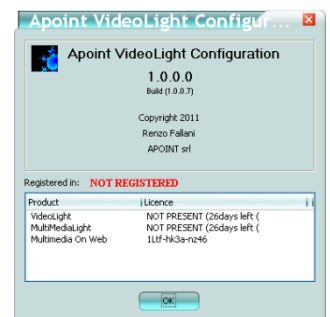 Apoint VideoLight Configur...
Apoint VideoLight Configuration
1.0.0.0
Build (1.0.0.7)
Copyright 2011
Renzo Fallani
APOINT srl
Registered in: NOT REGISTERED
Product Licence
VideoLight NOT PRESENT (26days left (
MultiMediaLight NOT PRESENT (26days left (
Multimedia On Web 1Ltf-hk3a-nz46
OK